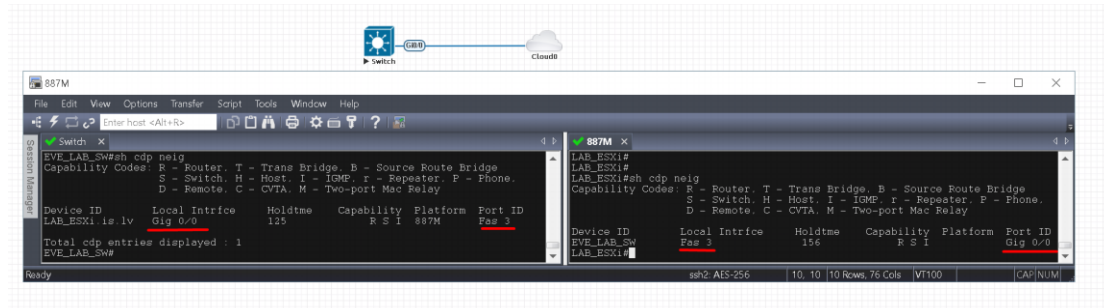 Gi0/0
Switch
Cloud0
887M
File Edit View Options Transfer Script Tools Window Help
Enter host <Alt+R>
Session Manager
Switch
EVE_LAB_SW#sh cdp neig
Capability Codes: R - Router. T - Trans Bridge. B - Source Route Bridge
S - Switch. H - Host. I - IGMP. r - Repeater. P - Phone.
D - Remote. C - CVTA. M - Two-port Mac Relay
Device ID Local Intrfce Holdtme Capability Platform Port ID
LAB_ESXi.is.lv Gig 0/0 125 R S I 887M Fas 3
Total cdp entries displayed : 1
EVE_LAB_SW#
887M
LAB_ESXi#
LAB_ESXi#
LAB_ESXi#sh cdp neig
Capability Codes: R - Router. T - Trans Bridge. B - Source Route Bridge
S - Switch. H - Host. I - IGMP. r - Repeater. P - Phone.
D - Remote. C - CVTA. M - Two-port Mac Relay
Device ID Local Intrfce Holdtme Capability Platform Port ID
EVE_LAB_SW Fas 3 156 R S I Gig 0/0
LAB_ESXi#
Ready
ssh2: AES-256 10, 10 10 Rows, 76 Cols VT100 CAP NUM